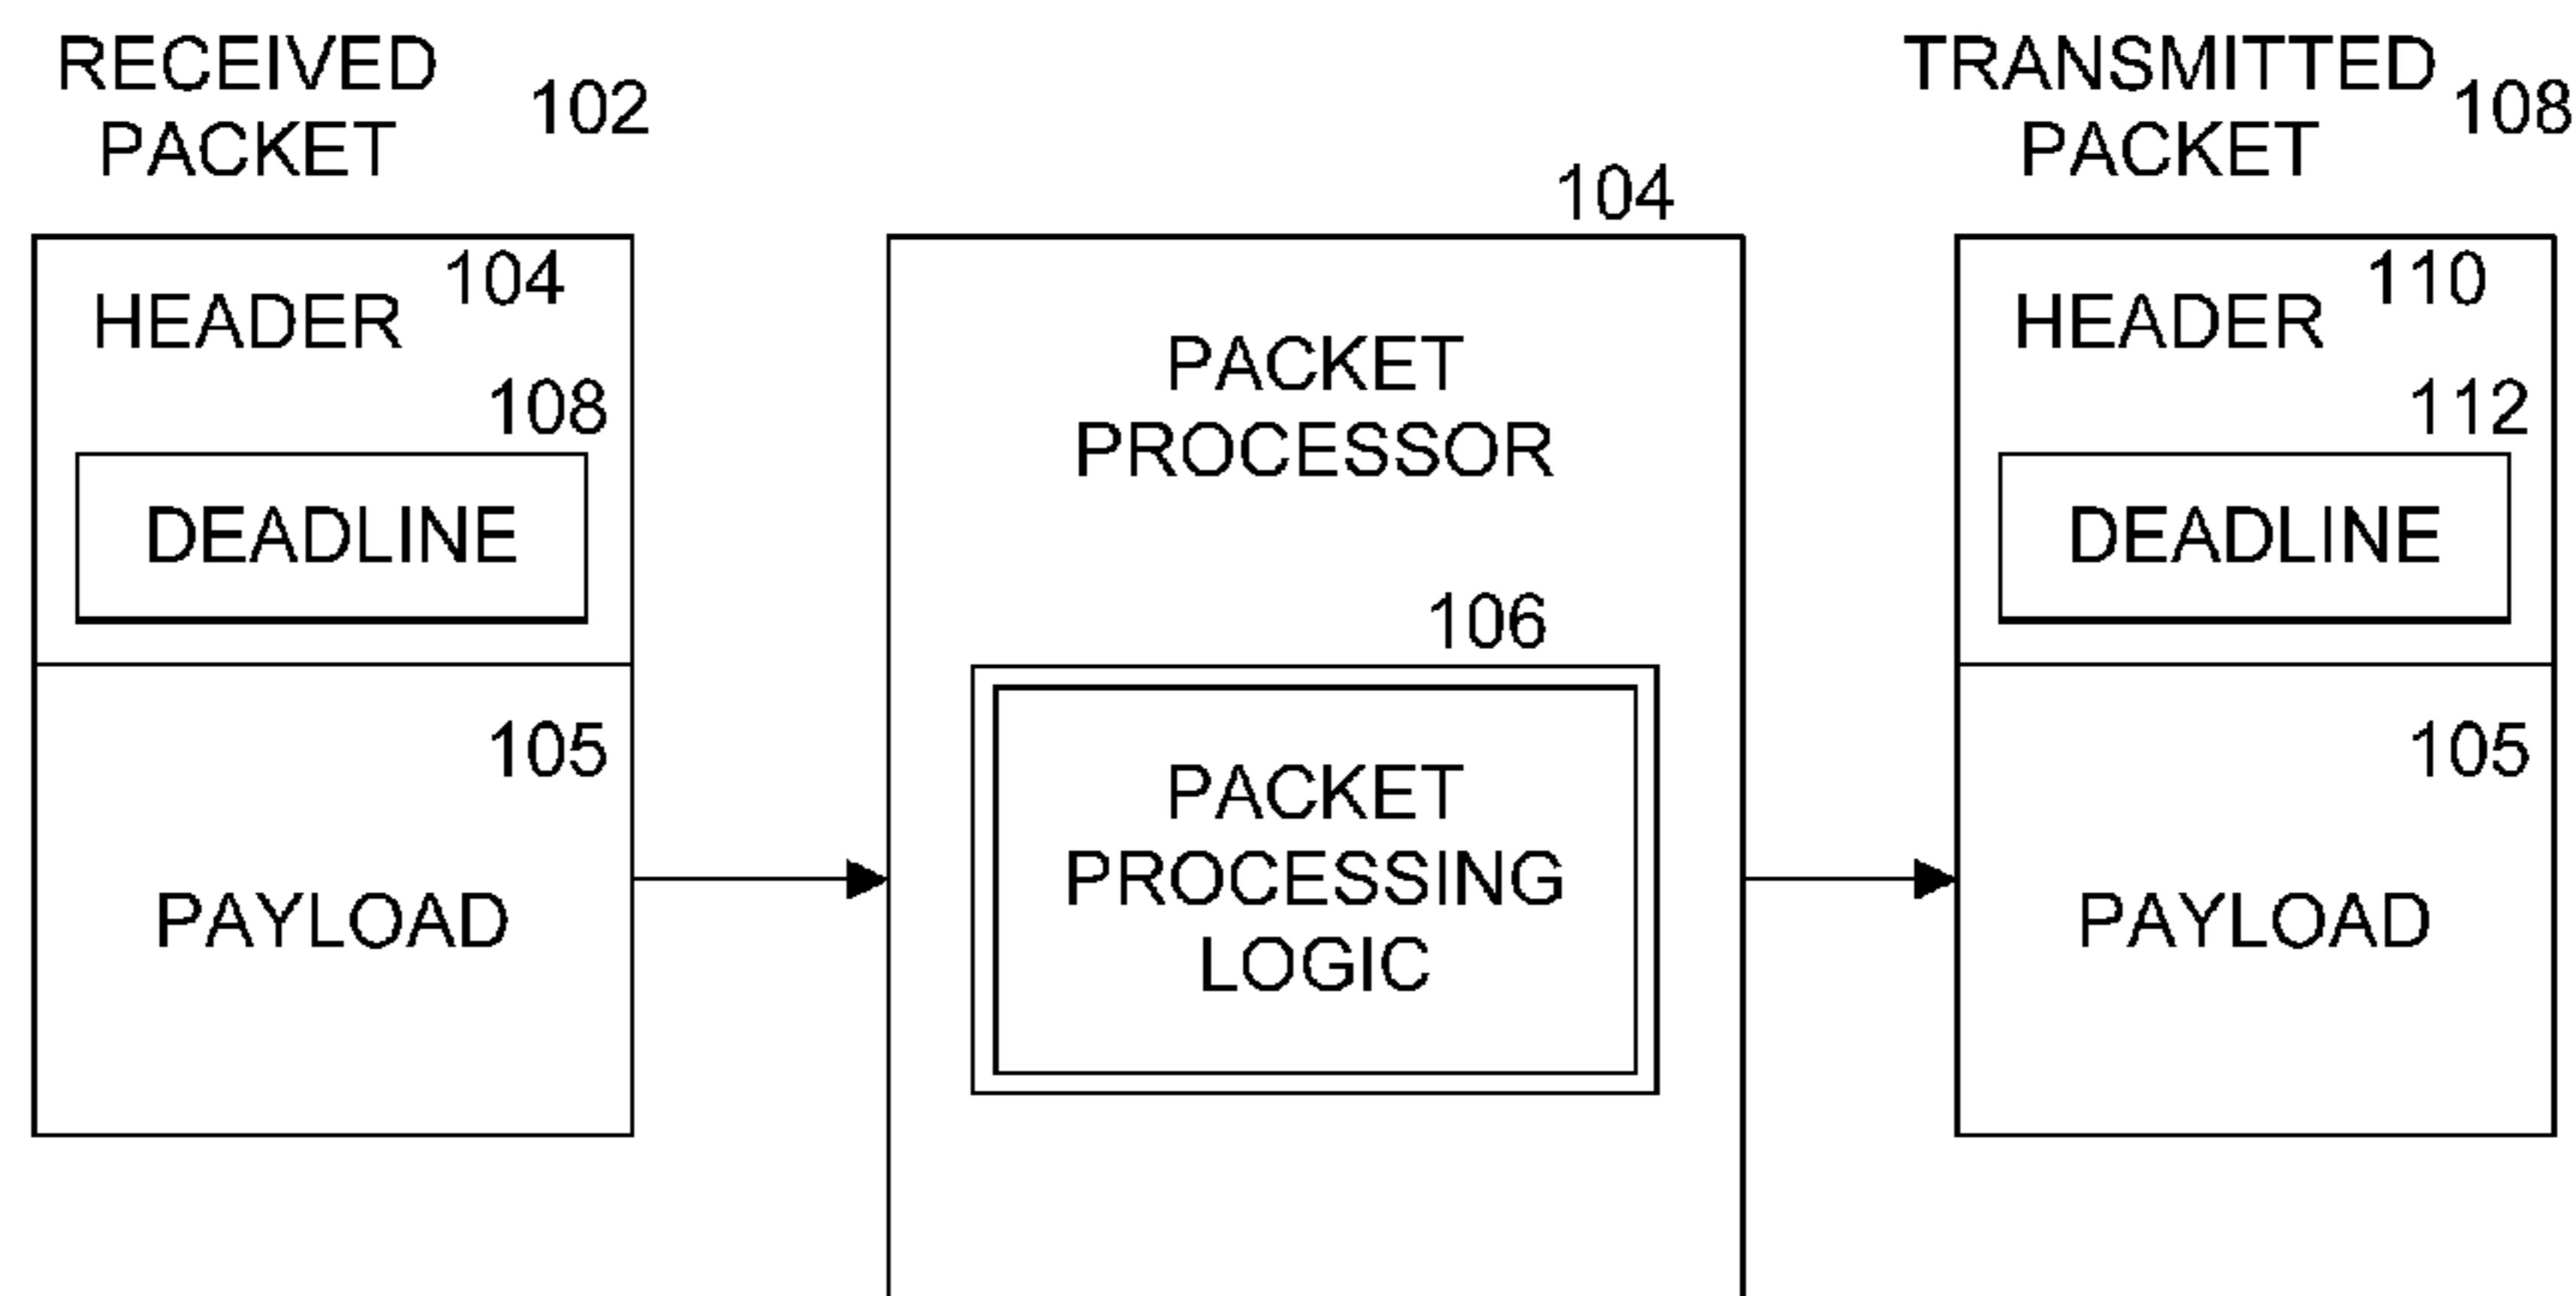 RECEIVED
PACKET
102
HEADER
104
108
DEADLINE
105
PAYLOAD
104
PACKET
PROCESSOR
106
PACKET
PROCESSING
LOGIC
TRANSMITTED
PACKET
108
HEADER
110
112
DEADLINE
105
PAYLOAD